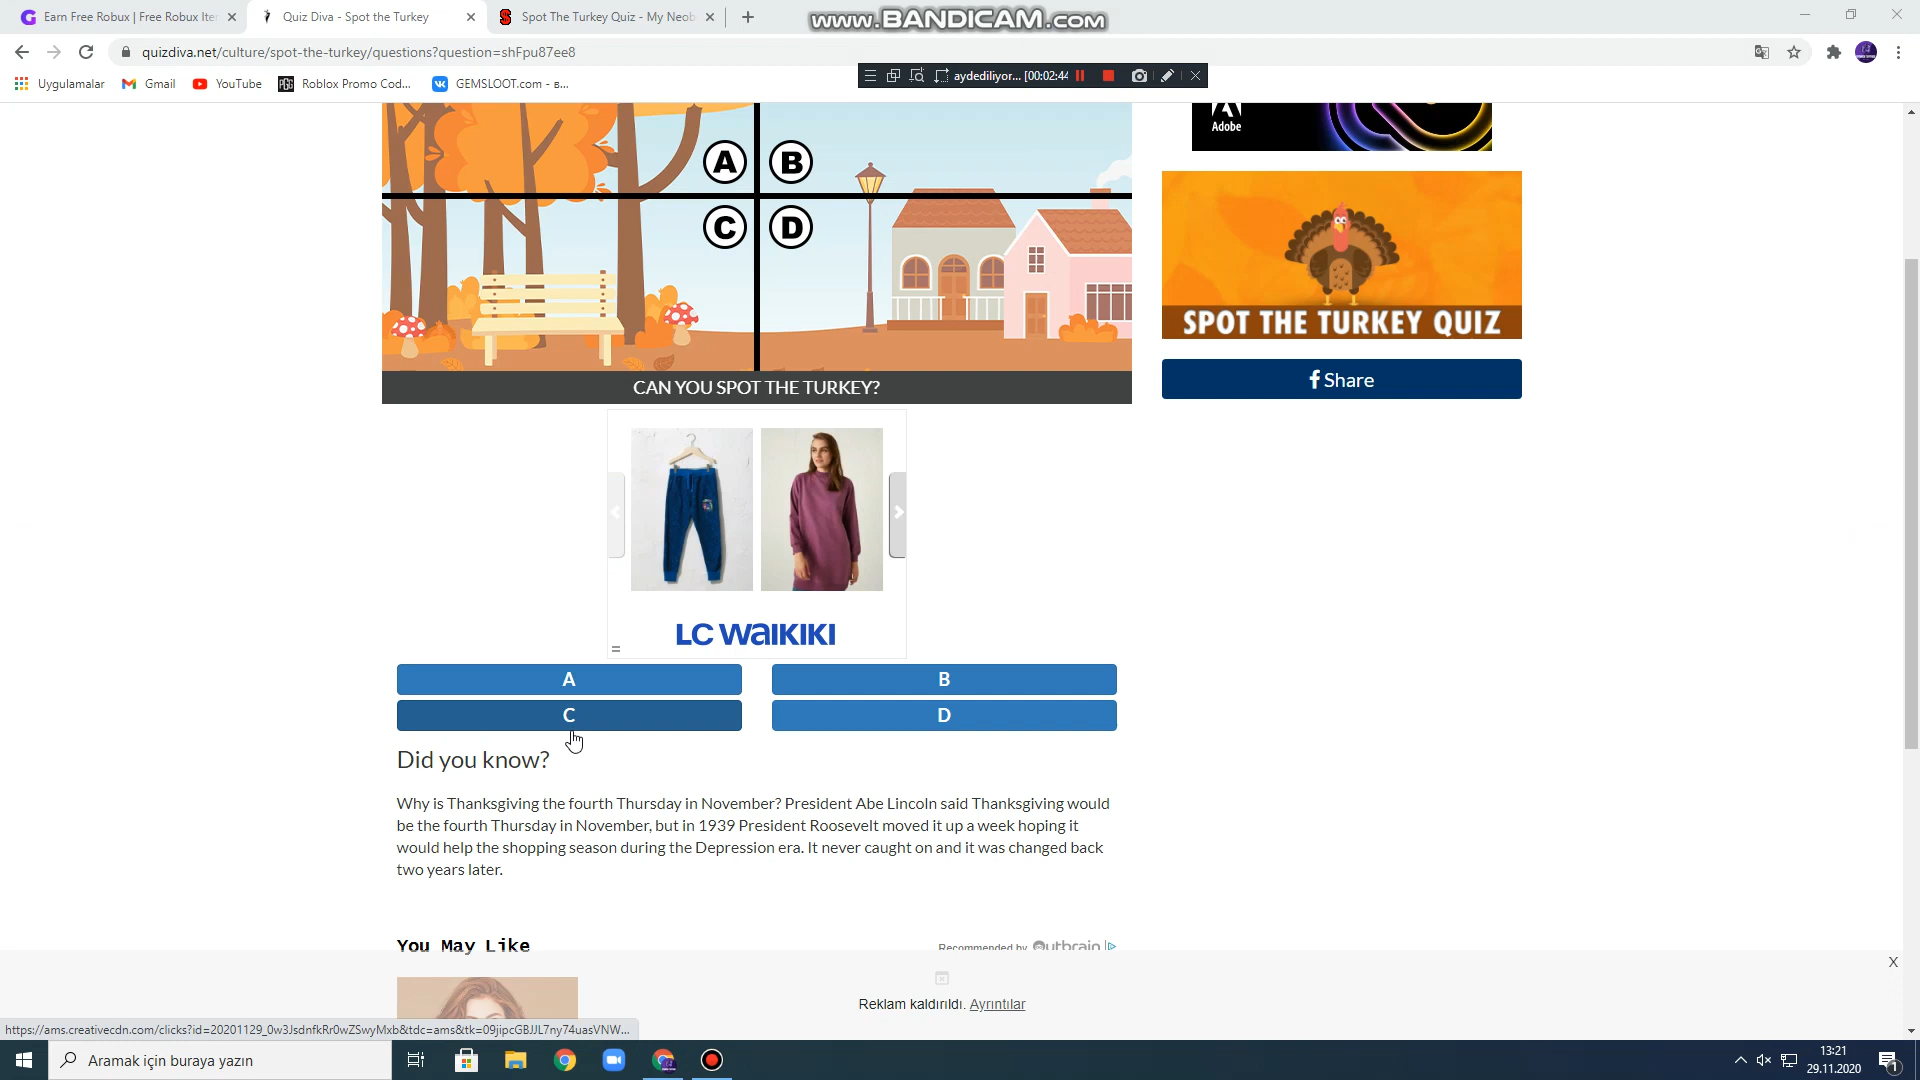 Earn Free Robux | Free Robux Iter
Quiz Diva - Spot the Turkey
Spot The Turkey Quiz - My Neob
www.BANDICAM.com
quizdiva.net/culture/spot-the-turkey/questions?question=shFpu87ee8
Uygulamalar
Gmail
YouTube
Roblox Promo Cod...
GEMSLOOT.com - в...
aydediliyor... [00:02:44
A
B
C
D
Adobe
SPOT THE TURKEY QUIZ
CAN YOU SPOT THE TURKEY?
Share
LC WAIKIKI
A
B
C
D
Did you know?
Why is Thanksgiving the fourth Thursday in November? President Abe Lincoln said Thanksgiving would
be the fourth Thursday in November, but in 1939 President Roosevelt moved it up a week hoping it
would help the shopping season during the Depression era. It never caught on and it was changed back
two years later.
You May Like
Recommended by Outbrain
X
Reklam kaldırıldı. Ayrıntılar
https://ams.creativecdn.com/clicks?id=20201129_0w3JsdnfkRr0wZSwyMxb&tdc=ams&tk=09jipcGBJJL7ny74uasVNW...
Aramak için buraya yazın
13:21
29.11.2020
1